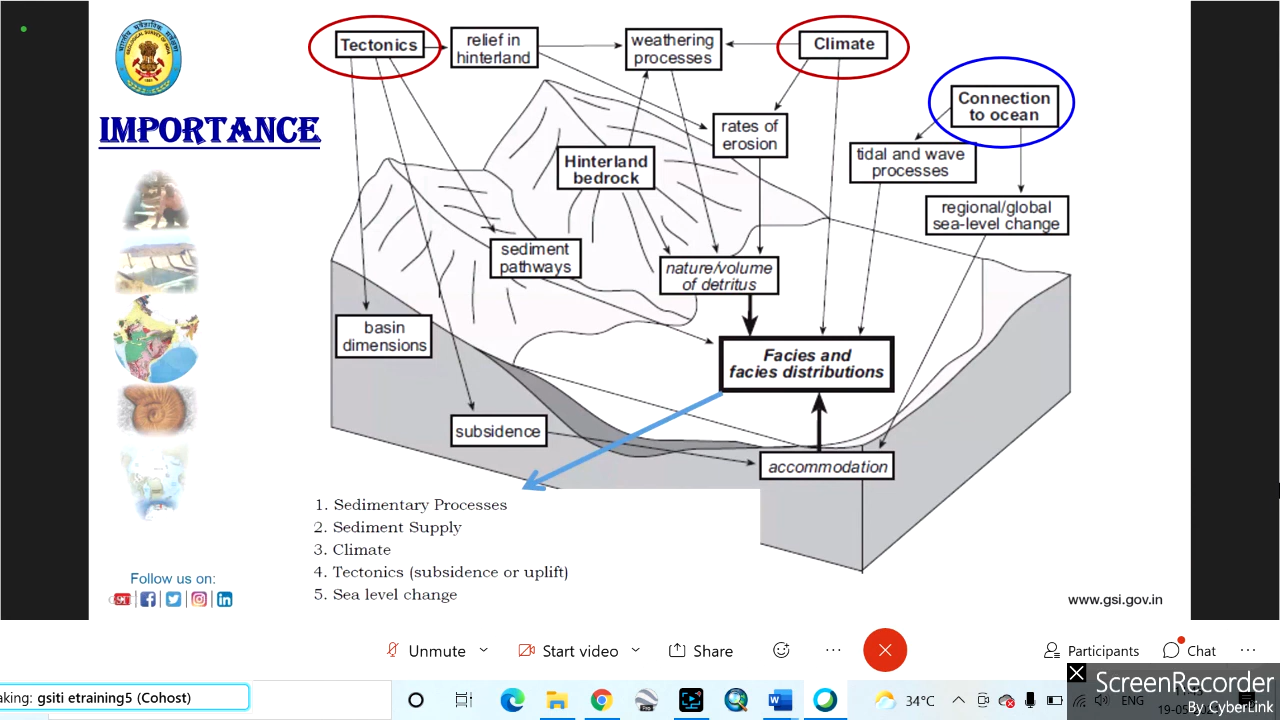 IMPORTANCE
Tectonics
relief in
hinterland
weathering
processes
Climate
Connection
to ocean
rates of
erosion
tidal and wave
processes
Hinterland
bedrock
regional/global
sea-level change
sediment
pathways
nature/volume
of detritus
basin
dimensions
Facies and
facies distributions
subsidence
accommodation
1. Sedimentary Processes
2. Sediment Supply
3. Climate
4. Tectonics (subsidence or uplift)
5. Sea level change
Follow us on:
www.gsi.gov.in
Unmute
Start video
Share
Participants
Chat
aking: gsiti etraining5 (Cohost)
34°C
ENG
ScreenRecorder
By CyberLink